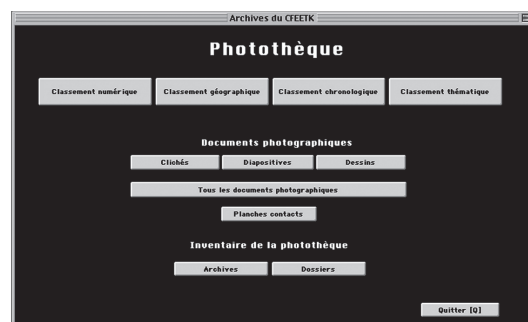 Archives du CFEETK
Photothèque
Classement numérique Classement géographique Classement chronologique Classement thématique
Documents photographiques
Clichés Diapositives Dessins
Tous les documents photographiques
Planches contacts
Inventaire de la photothèque
Archives Dossiers
Quitter [Q]